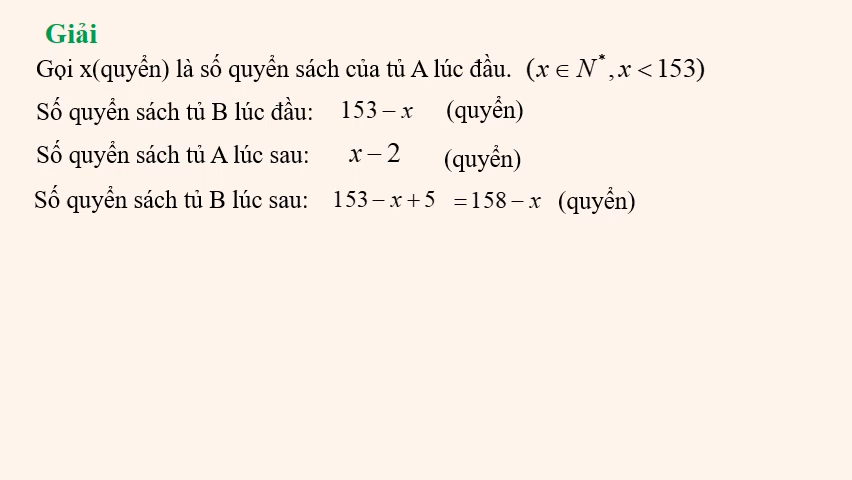 Giải
Gọi x(quyển) là số quyển sách của tủ A lúc đầu. (x ∈ N*, x < 153)
Số quyển sách tủ B lúc đầu: 153 − x (quyển)
Số quyển sách tủ A lúc sau: x − 2 (quyển)
Số quyển sách tủ B lúc sau: 153 − x + 5 = 158 − x (quyển)